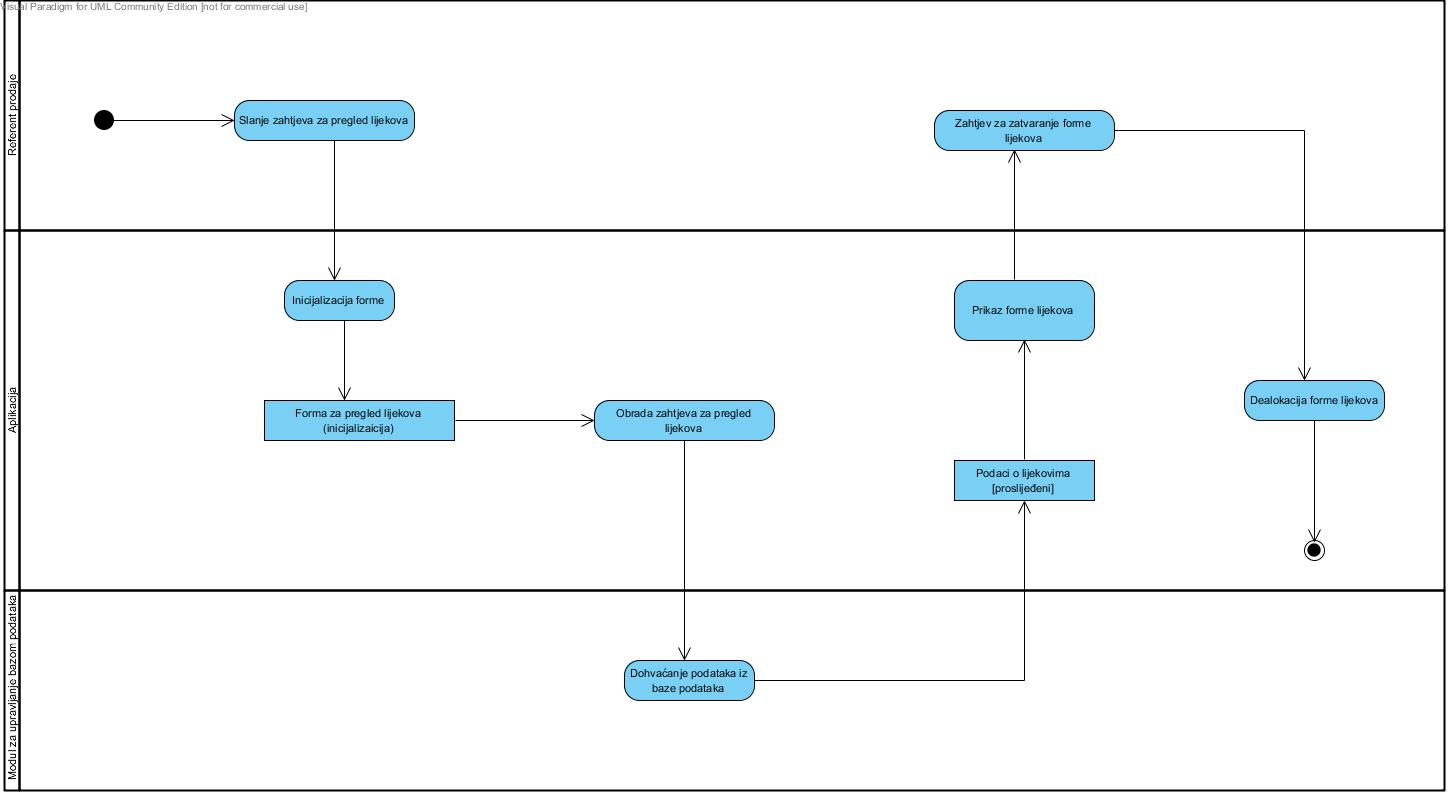 Visual Paradigm for UML Community Edition [not for commercial use]
Referent prodaje
Slanje zahtjeva za pregled lijekova
Zahtjev za zatvaranje forme
lijekova
Aplikacija
Inicijalizacija forme
Prikaz forme lijekova
Forma za pregled lijekova
(inicijalizaicija)
Obrada zahtjeva za pregled
lijekova
Dealokacija forme lijekova
Podaci o lijekovima
[proslijeđeni]
Modul za upravljanje bazom podataka
Dohvaćanje podataka iz
baze podataka